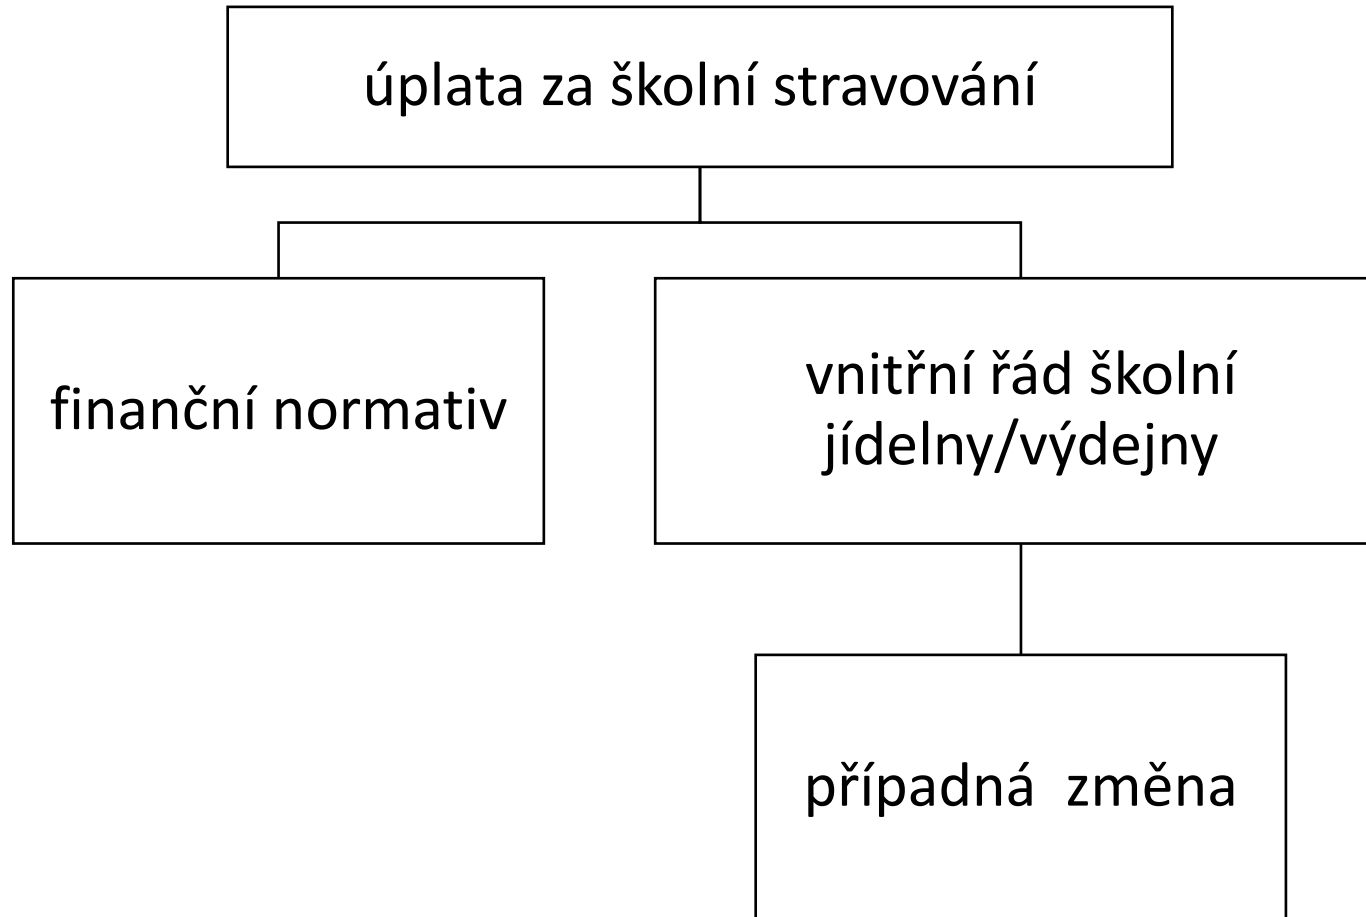 úplata za školní stravování
finanční normativ
vnitřní řád školní
jídelny/výdejny
případná  změna